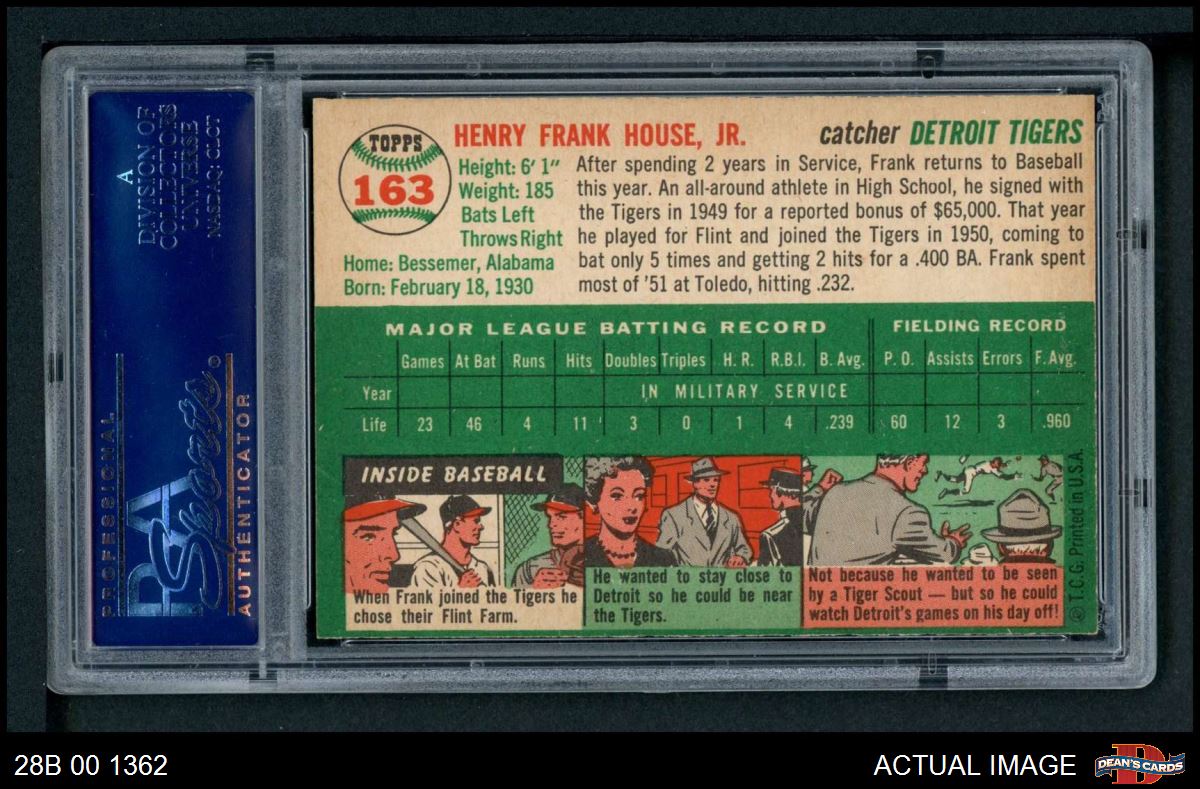 A
DIVISION OF
COLLECTORS
UNIVERSE
NASDAQ: CLCT
PROFESSIONAL
PSA
Sports ®
AUTHENTICATOR
TOPPS
163
HENRY FRANK HOUSE, JR.
catcher DETROIT TIGERS
Height: 6' 1"
Weight: 185
Bats Left
Throws Right
Home: Bessemer, Alabama
Born: February 18, 1930
After spending 2 years in Service, Frank returns to Baseball
this year. An all-around athlete in High School, he signed with
the Tigers in 1949 for a reported bonus of $65,000. That year
he played for Flint and joined the Tigers in 1950, coming to
bat only 5 times and getting 2 hits for a .400 BA. Frank spent
most of '51 at Toledo, hitting .232.
MAJOR LEAGUE BATTING RECORD FIELDING RECORD
Games At Bat Runs Hits Doubles Triples H. R. R.B.I. B. Avg. P. O. Assists Errors F. Avg.
Year IN MILITARY SERVICE
Life 23 46 4 11 3 0 1 4 .239 60 12 3 .960
INSIDE BASEBALL
When Frank joined the Tigers he
chose their Flint Farm.
He wanted to stay close to
Detroit so he could be near
the Tigers.
Not because he wanted to be seen
by a Tiger Scout — but so he could
watch Detroit's games on his day off!
© T.C.G. Printed in U.S.A.
28B 00 1362
ACTUAL IMAGE
DEAN'S CARDS